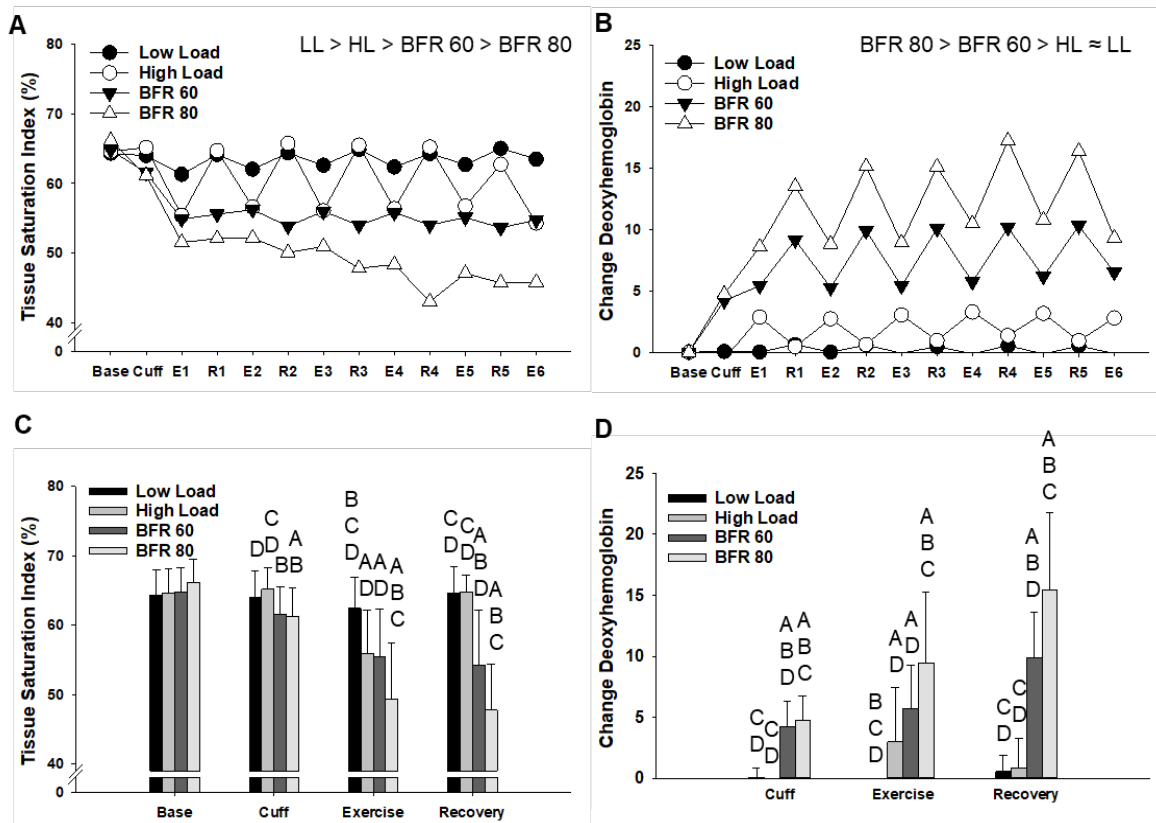 A
LL > HL > BFR 60 > BFR 80
Low Load
High Load
BFR 60
BFR 80
Tissue Saturation Index (%)
80
70
60
50
40
0
Base Cuff E1 R1 E2 R2 E3 R3 E4 R4 E5 R5 E6
B
BFR 80 > BFR 60 > HL ≈ LL
Low Load
High Load
BFR 60
BFR 80
Change Deoxyhemoglobin
25
20
15
10
5
0
Base Cuff E1 R1 E2 R2 E3 R3 E4 R4 E5 R5 E6
C
Low Load
High Load
BFR 60
BFR 80
Tissue Saturation Index (%)
80
70
60
50
40
0
D
C
D
B
A
B
B
C
D
A
D
A
D
A
B
C
C
D
C
D
A
B
D
A
B
C
Base Cuff Exercise Recovery
D
Low Load
High Load
BFR 60
BFR 80
Change Deoxyhemoglobin
25
20
15
10
5
0
C
D
C
D
A
B
D
A
B
C
B
C
D
A
D
A
D
A
B
C
C
D
C
D
A
B
D
A
B
C
Cuff Exercise Recovery